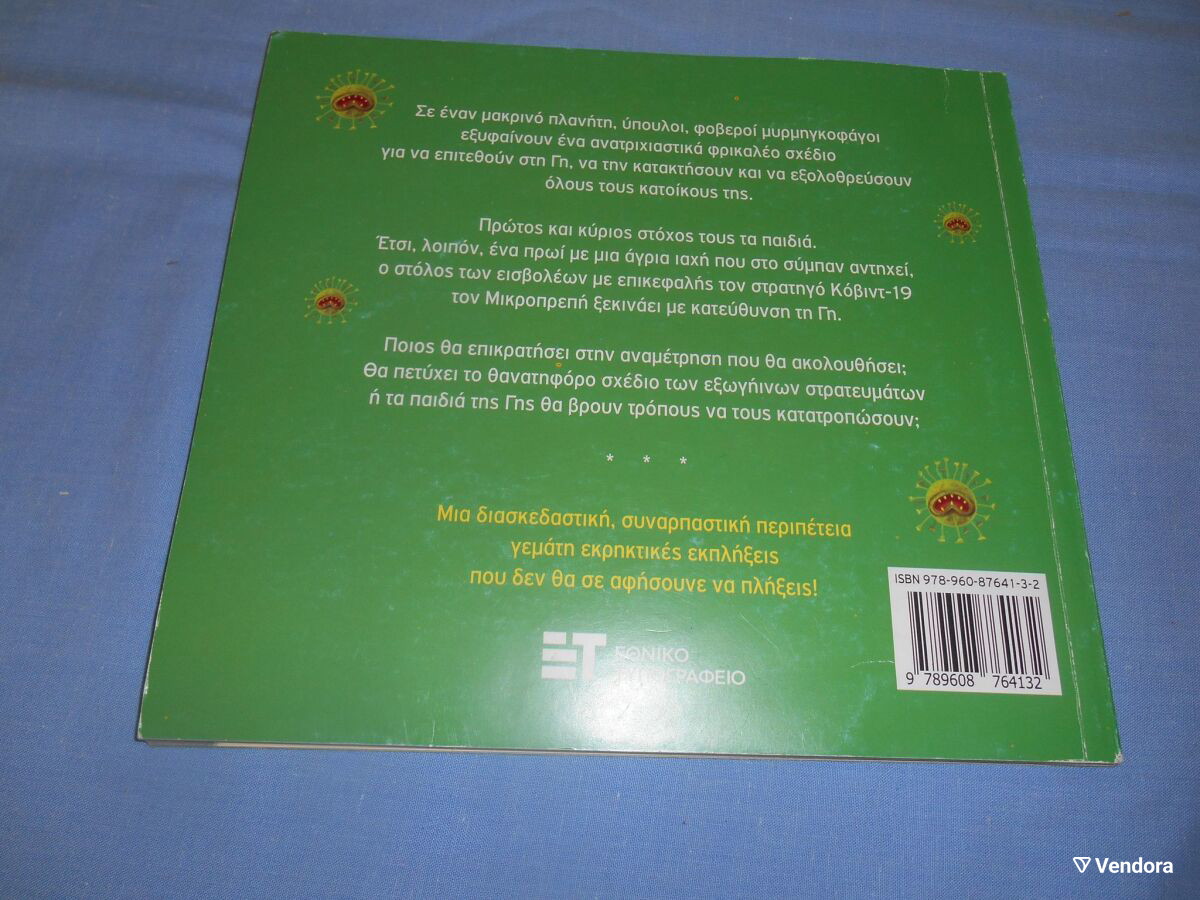 Σε έναν μακρινό πλανήτη, ύπουλοι, φοβεροί μυρμηγκοφάγοι
εξυφαίνουν ένα ανατριχιαστικά φρικαλέο σχέδιο
για να επιτεθούν στη Γη, να την κατακτήσουν και να εξολοθρεύσουν
όλους τους κατοίκους της.
Πρώτος και κύριος στόχος τους τα παιδιά.
Έτσι, λοιπόν, ένα πρωί με μια άγρια ιαχή που στο σύμπαν αντηχεί,
ο στόλος των εισβολέων με επικεφαλής τον στρατηγό Κόβιντ-19
τον Μικροπρεπή ξεκινάει με κατεύθυνση τη Γη.
Ποιος θα επικρατήσει στην αναμέτρηση που θα ακολουθήσει;
Θα πετύχει το θανατηφόρο σχέδιο των εξωγήινων στρατευμάτων
ή τα παιδιά της Γης θα βρουν τρόπους να τους κατατροπώσουν;
* * *
Μια διασκεδαστική, συναρπαστική περιπέτεια
γεμάτη εκρηκτικές εκπλήξεις
που δεν θα σε αφήσουνε να πλήξεις!
ISBN 978-960-87641-3-2
9 789608 764132
ΕΤ ΕΘΝΙΚΟ
ΤΥΠΟΓΡΑΦΕΙΟ
Vendora